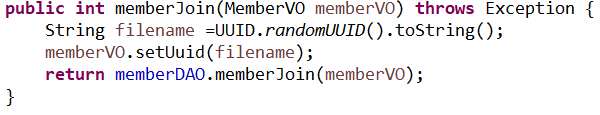 public int memberJoin(MemberVO memberVO) throws Exception {
String filename =UUID.randomUUID().toString();
memberVO.setUuid(filename);
return memberDAO.memberJoin(memberVO);
}